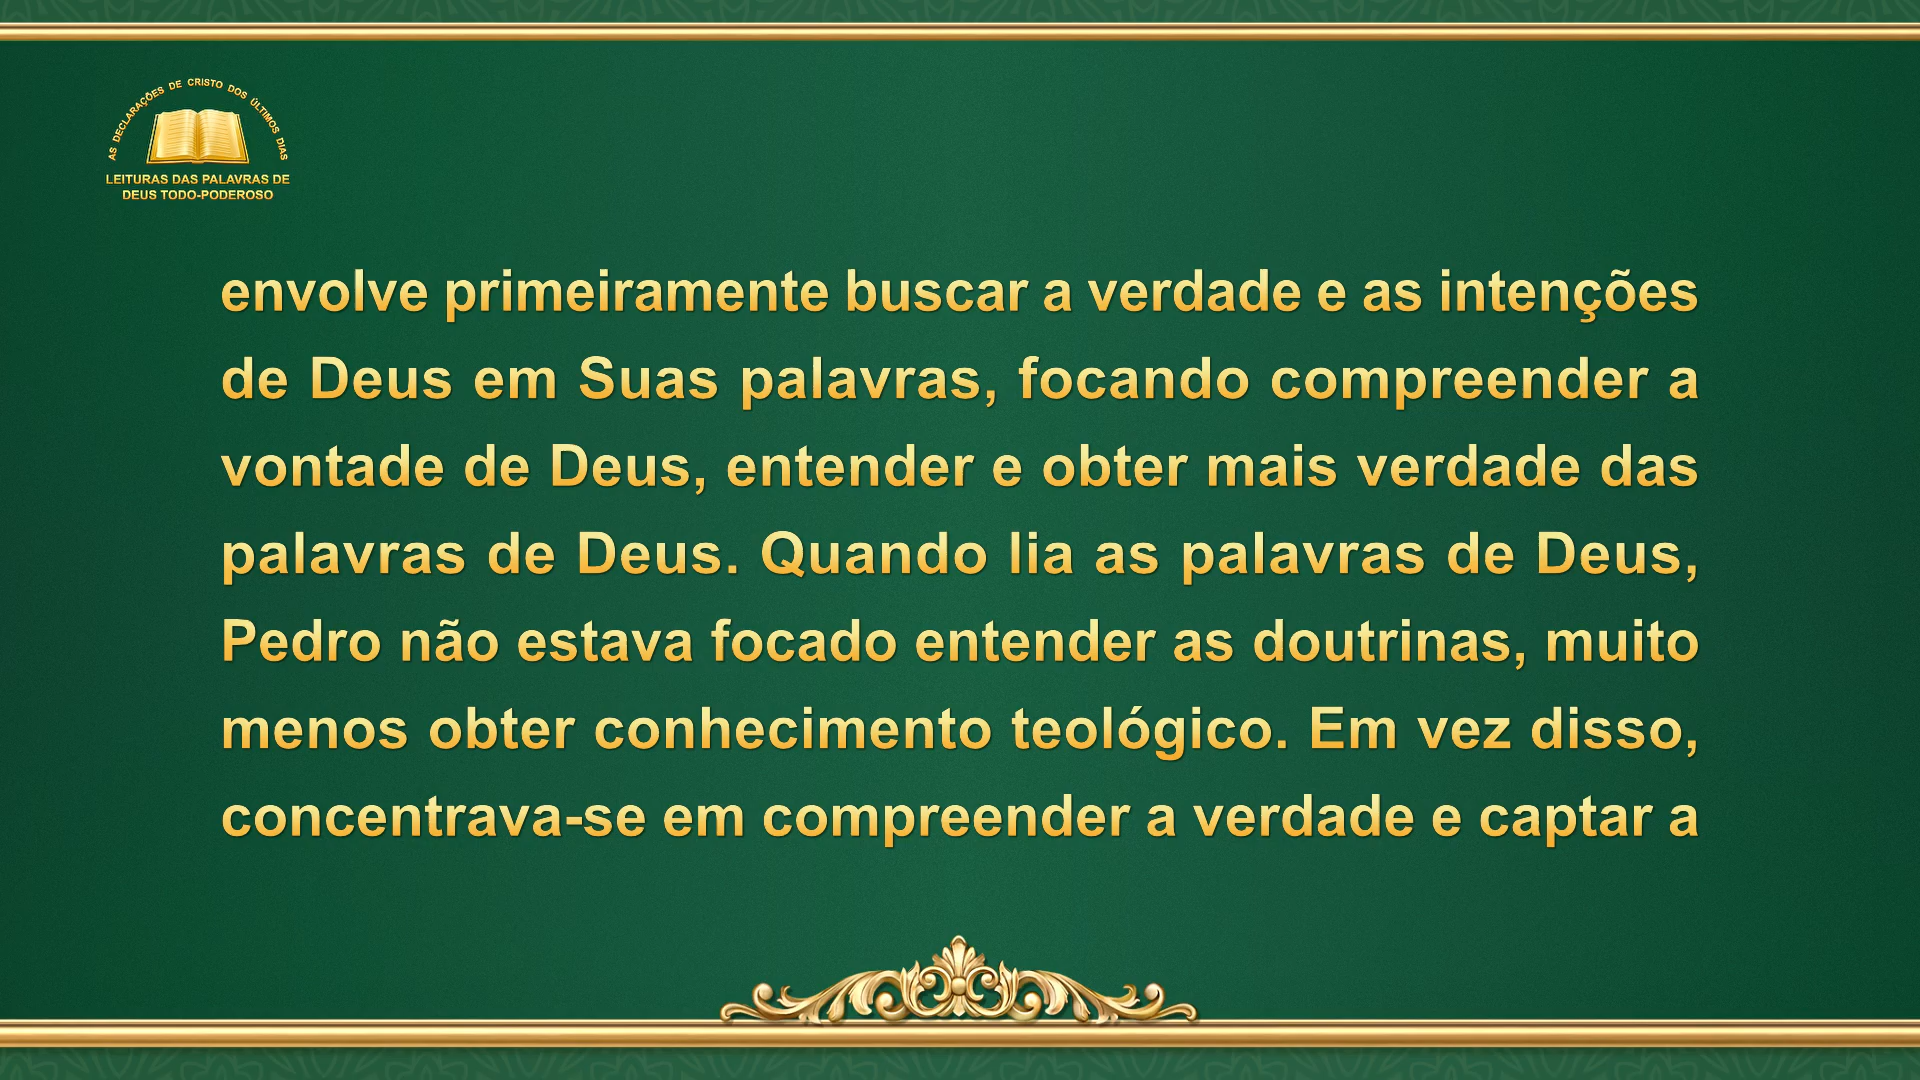 AS DECLARAÇÕES DE CRISTO DOS ÚLTIMOS DIAS
LEITURAS DAS PALAVRAS DE
DEUS TODO-PODEROSO
envolve primeiramente buscar a verdade e as intenções
de Deus em Suas palavras, focando compreender a
vontade de Deus, entender e obter mais verdade das
palavras de Deus. Quando lia as palavras de Deus,
Pedro não estava focado entender as doutrinas, muito
menos obter conhecimento teológico. Em vez disso,
concentrava-se em compreender a verdade e captar a